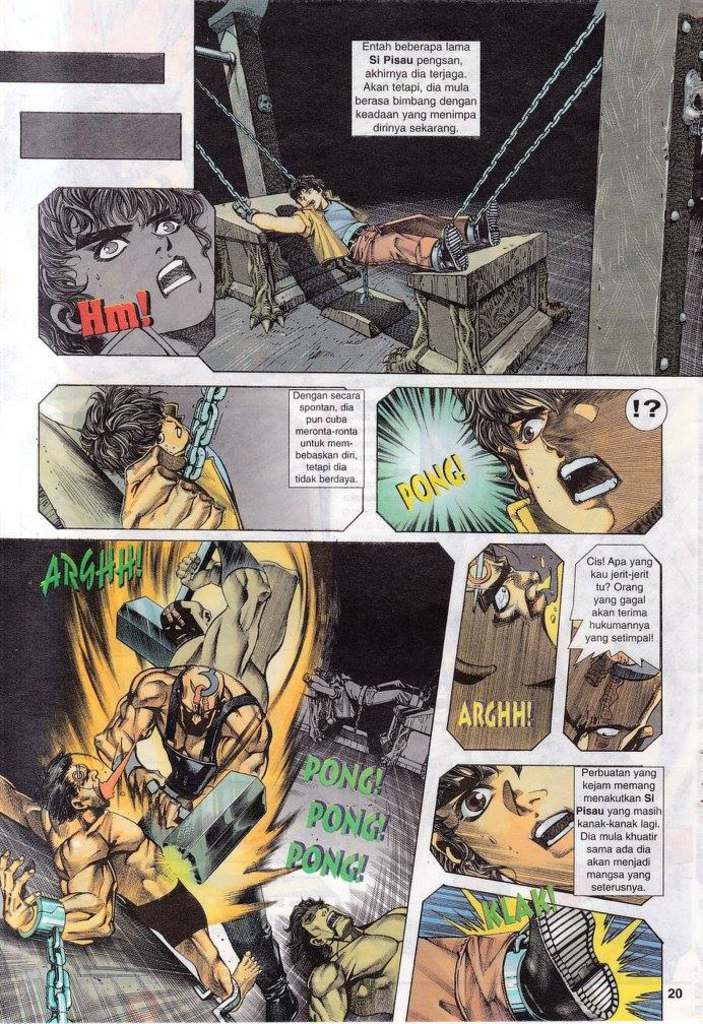 Entah beberapa lama
Si Pisau pengsan,
akhirnya dia terjaga.
Akan tetapi, dia mula
berasa bimbang dengan
keadaan yang menimpa
dirinya sekarang.
Hm!
Dengan secara
spontan, dia
pun cuba
meronta-ronta
untuk mem-
bebaskan diri,
tetapi dia
tidak berdaya.
!?
PONG!
ARGHH!
PONG!
PONG!
PONG!
ARGHH!
Cis! Apa yang
kau jerit-jerit
tu? Orang
yang gagal
akan terima
hukumannya
yang setimpal!
Perbuatan yang
kejam memang
menakutkan Si
Pisau yang masih
kanak-kanak lagi.
Dia mula khuatir
sama ada dia
akan menjadi
mangsa yang
seterusnya.
KLAK!
20